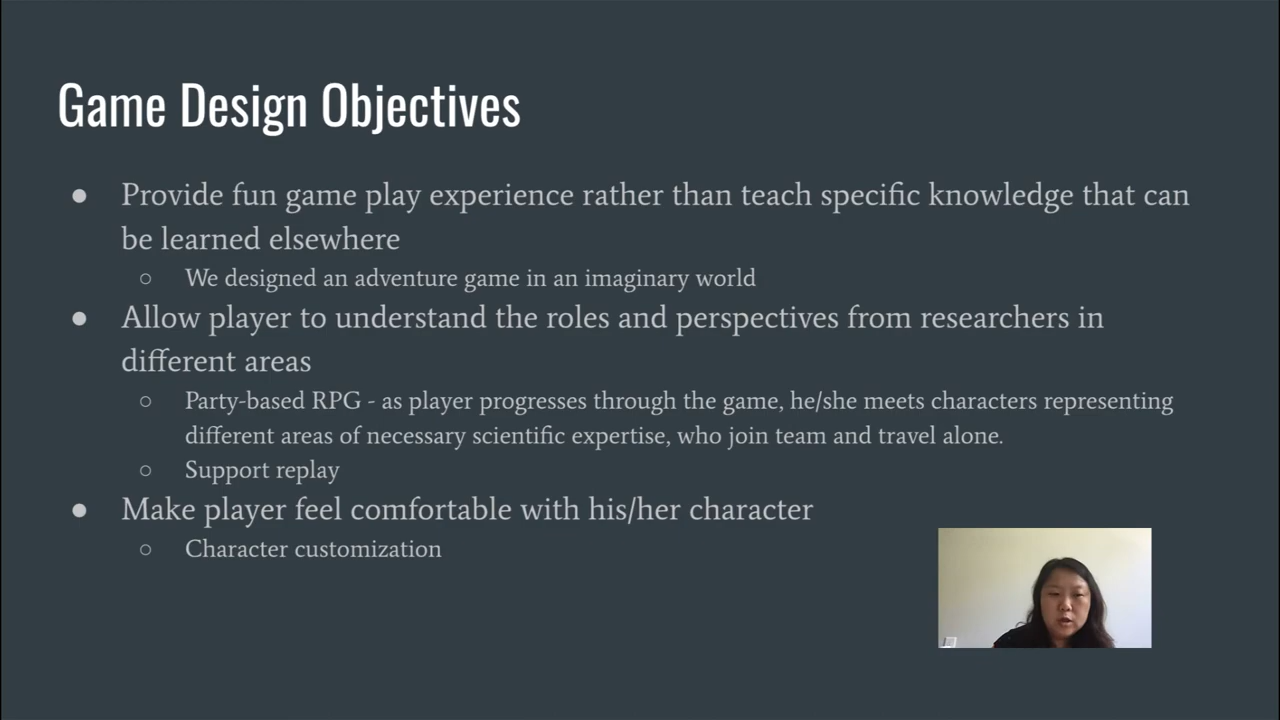 Game Design Objectives
● Provide fun game play experience rather than teach specific knowledge that can
be learned elsewhere
○ We designed an adventure game in an imaginary world
● Allow player to understand the roles and perspectives from researchers in
different areas
○ Party-based RPG - as player progresses through the game, he/she meets characters representing
different areas of necessary scientific expertise, who join team and travel alone.
○ Support replay
● Make player feel comfortable with his/her character
○ Character customization